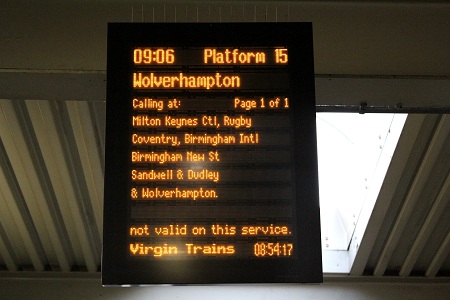 09:06 Platform 15
Wolverhampton
Calling at: Page 1 of 1
Milton Keynes Ctl, Rugby
Coventry, Birmingham Intl
Birmingham New St
Sandwell & Dudley
& Wolverhampton.
not valid on this service.
Virgin Trains 08:54:17